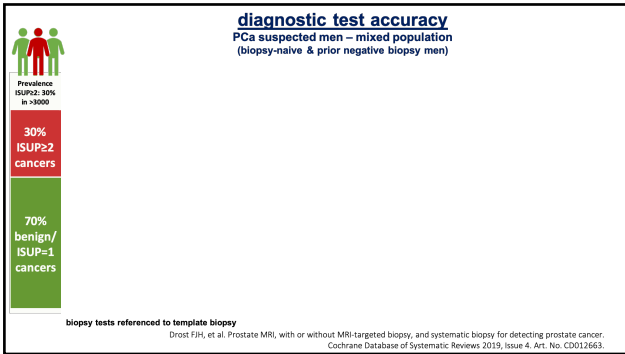 diagnostic test accuracy
PCa suspected men – mixed population
(biopsy-naive & prior negative biopsy men)
Prevalence
ISUP≥2: 30%
in >3000
30%
ISUP≥2
cancers
70%
benign/
ISUP=1
cancers
biopsy tests referenced to template biopsy
Drost FJH, et al. Prostate MRI, with or without MRI-targeted biopsy, and systematic biopsy for detecting prostate cancer.
Cochrane Database of Systematic Reviews 2019, Issue 4. Art. No. CD012663.